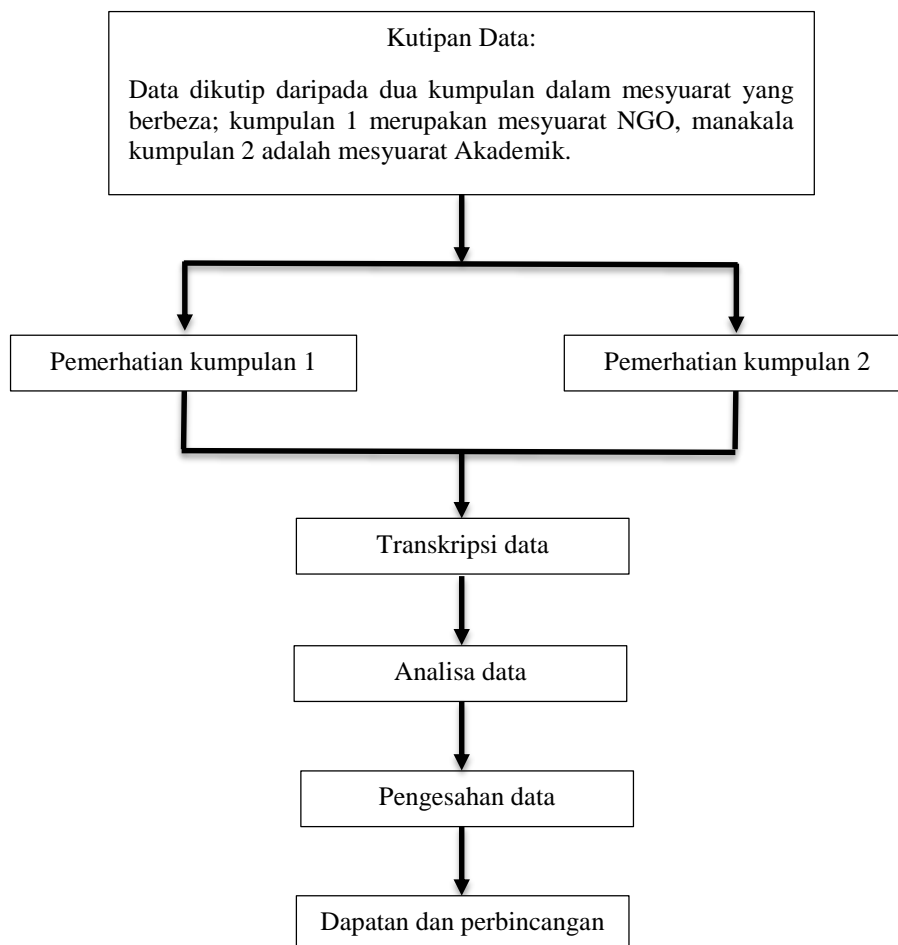 Kutipan Data:
Data dikutip daripada dua kumpulan dalam mesyuarat yang
berbeza; kumpulan 1 merupakan mesyuarat NGO, manakala
kumpulan 2 adalah mesyuarat Akademik.
Pemerhatian kumpulan 1
Pemerhatian kumpulan 2
Transkripsi data
Analisa data
Pengesahan data
Dapatan dan perbincangan